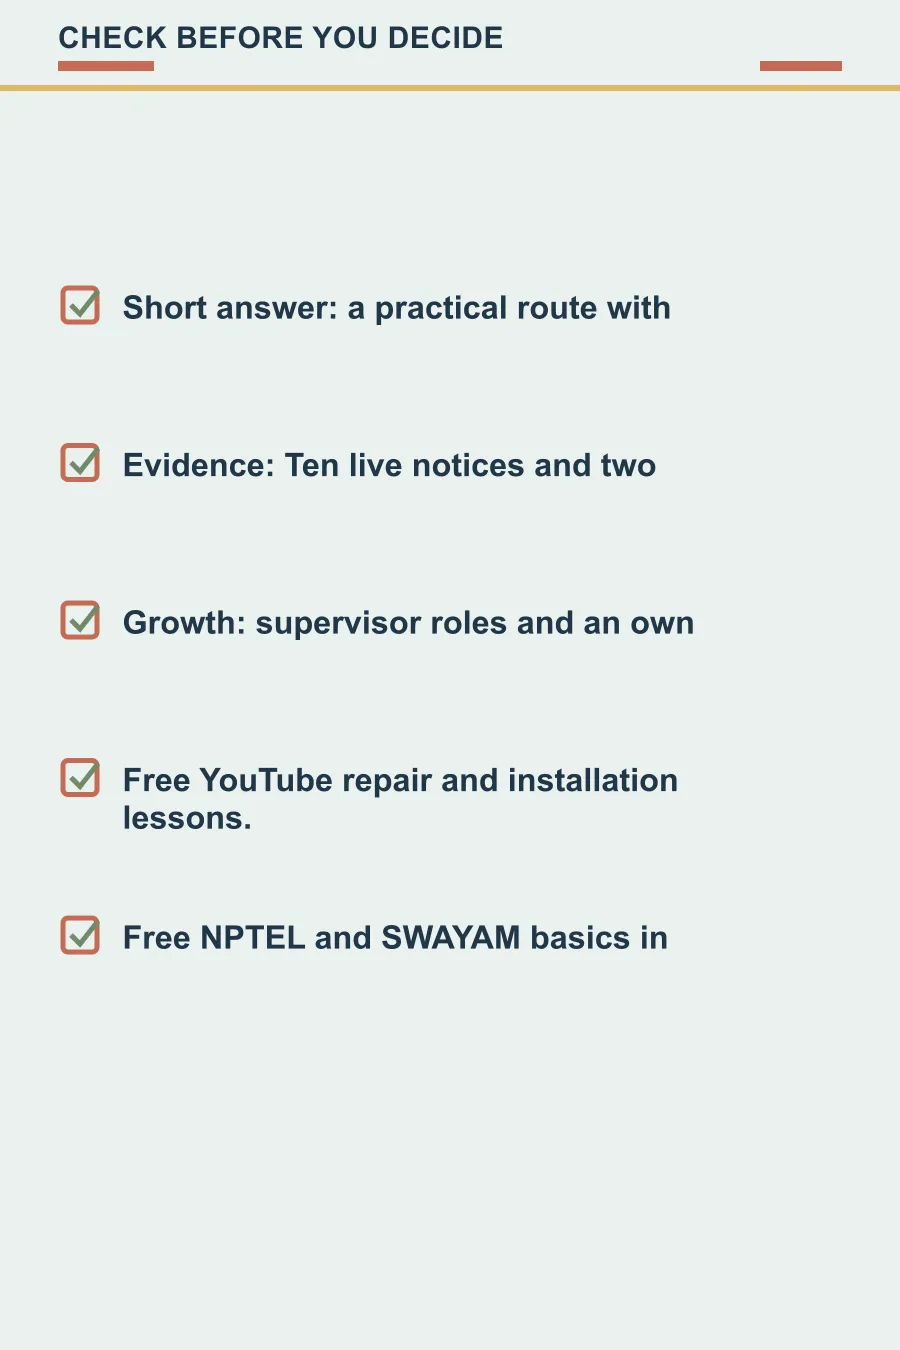 CHECK BEFORE YOU DECIDE
Short answer: a practical route with
Evidence: Ten live notices and two
Growth: supervisor roles and an own
Free YouTube repair and installation
lessons.
Free NPTEL and SWAYAM basics in